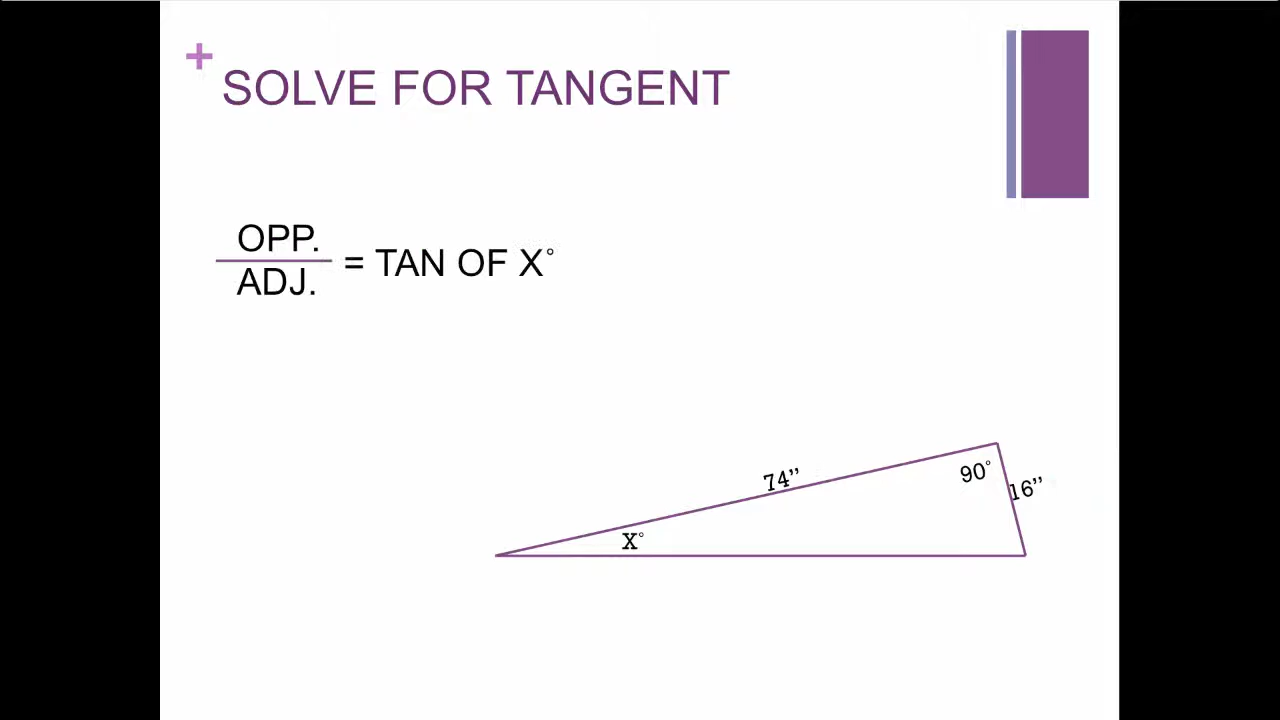 +
SOLVE FOR TANGENT
OPP.
ADJ.
= TAN OF X°
74”
90°
16”
X°